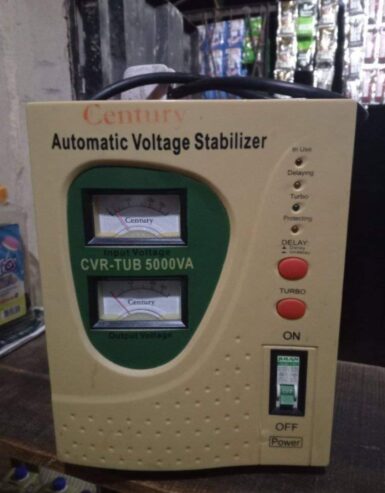 Century
Automatic Voltage Stabilizer
In Use
Delaying
Turbo
Protecting
Century
Input Voltage
CVR-TUB 5000VA
Century
Output Voltage
DELAY:
TURBO
ON
OFF
Power